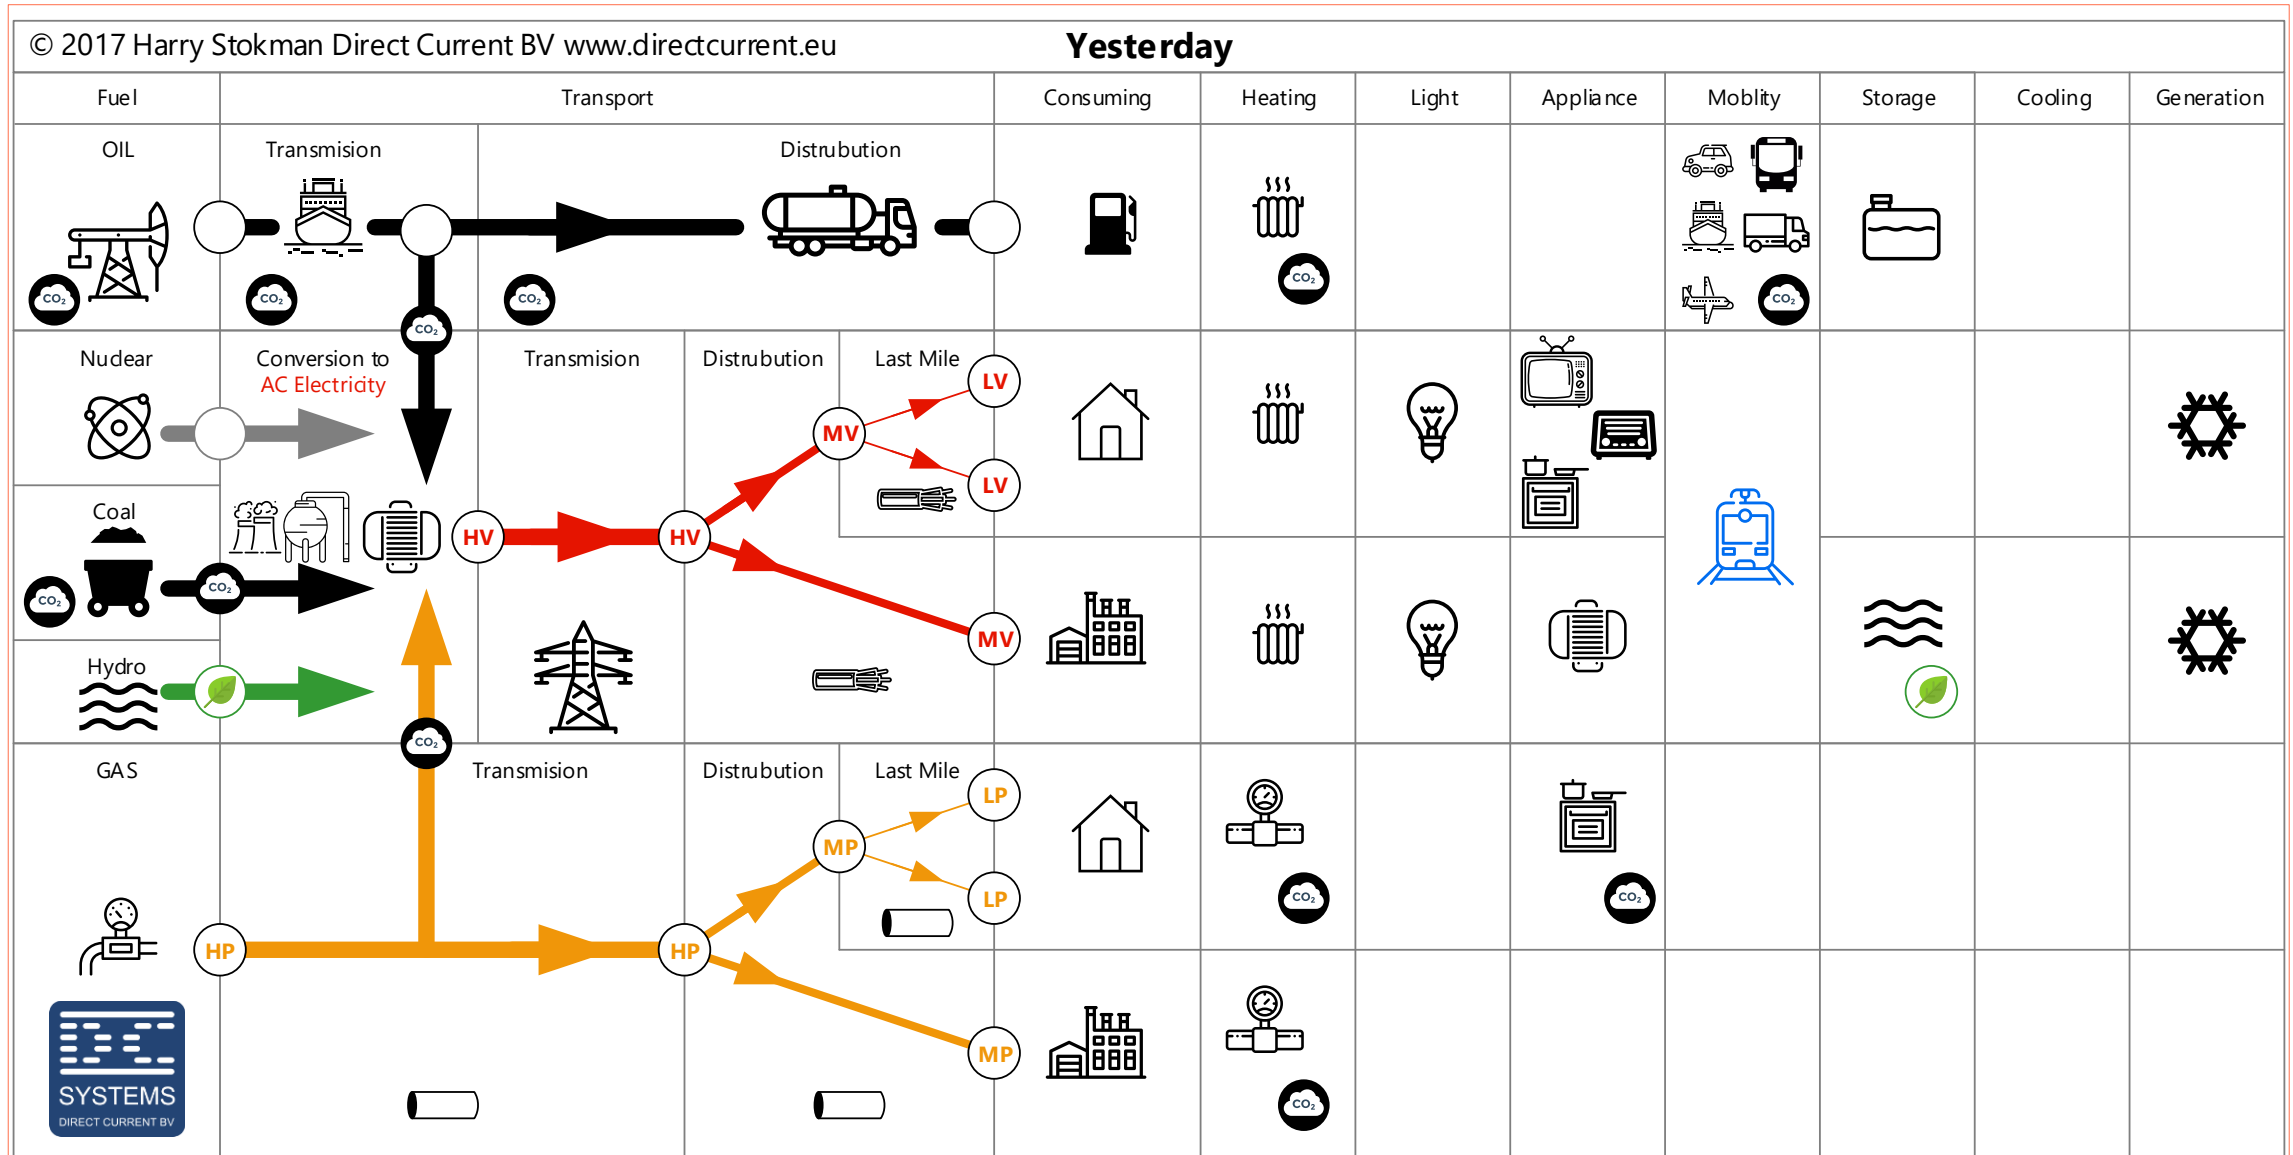 © 2017 Harry Stokman Direct Current BV www.directcurrent.eu
Yesterday
Fuel
Transport
Consuming
Heating
Light
Appliance
Moblity
Storage
Cooling
Generation
OIL
Transmision
Distrubution
CO2
CO2
CO2
CO2
CO2
CO2
Nuclear
Conversion to
AC Electricity
Transmision
Distrubution
Last Mile
LV
MV
LV
Coal
HV
HV
CO2
CO2
MV
Hydro
CO2
GAS
Transmision
Distrubution
Last Mile
LP
MP
LP
CO2
CO2
HP
HP
MP
CO2
SYSTEMS
DIRECT CURRENT BV